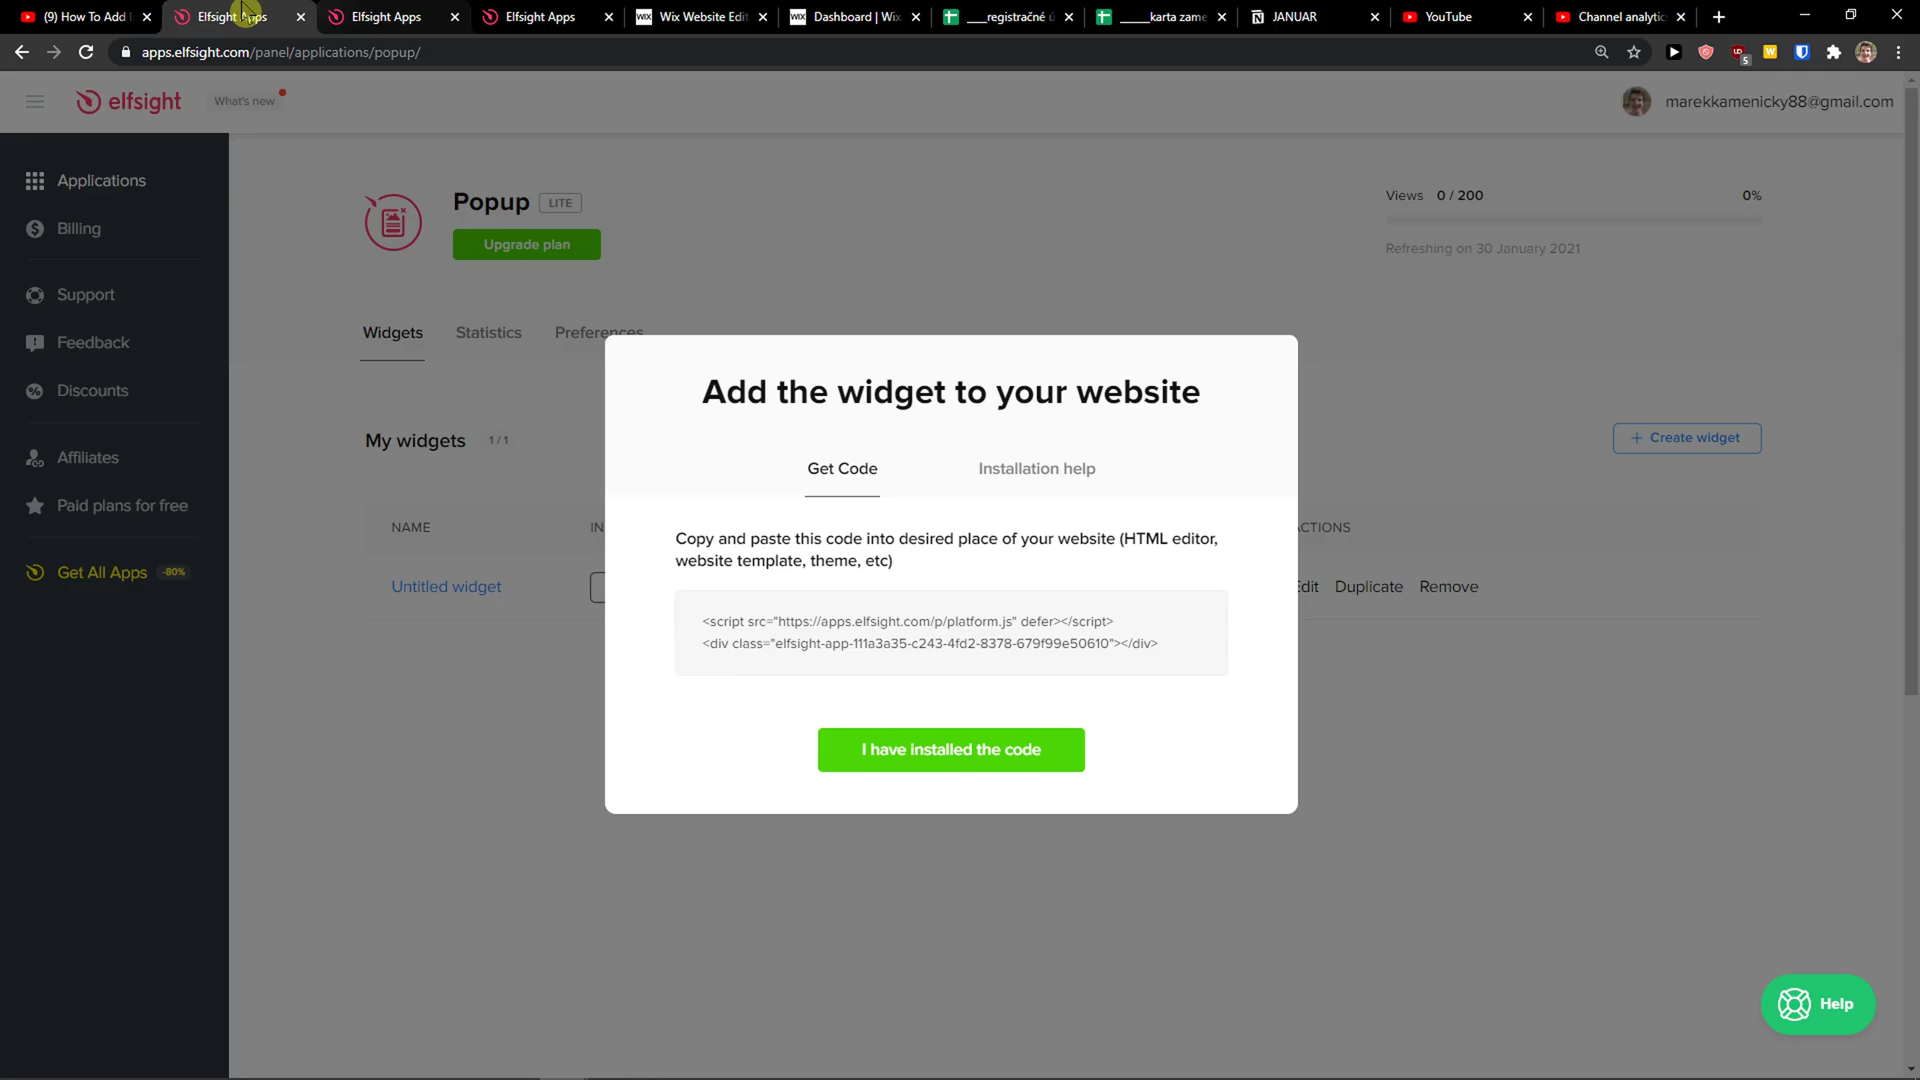 (9) How To Add
Elfsight Apps
Elfsight Apps
Elfsight Apps
Wix Website Edit
Dashboard | Wix
___registračné ú
____karta zame
JANUAR
YouTube
Channel analytic
apps.elfsight.com/panel/applications/popup/
5
elfsight
What's new
marekkamenicky88@gmail.com
Applications
Billing
Support
Feedback
Discounts
Affiliates
Paid plans for free
Get All Apps -80%
Popup LITE
Upgrade plan
Views 0 / 200 0%
Refreshing on 30 January 2021
Widgets Statistics Preferences
My widgets 1 / 1
+ Create widget
NAME IN CTIONS
Untitled widget dit Duplicate Remove
Add the widget to your website
Get Code Installation help
Copy and paste this code into desired place of your website (HTML editor,
website template, theme, etc)
<script src="https://apps.elfsight.com/p/platform.js" defer></script>
<div class="elfsight-app-111a3a35-c243-4fd2-8378-679f99e50610"></div>
I have installed the code
Help